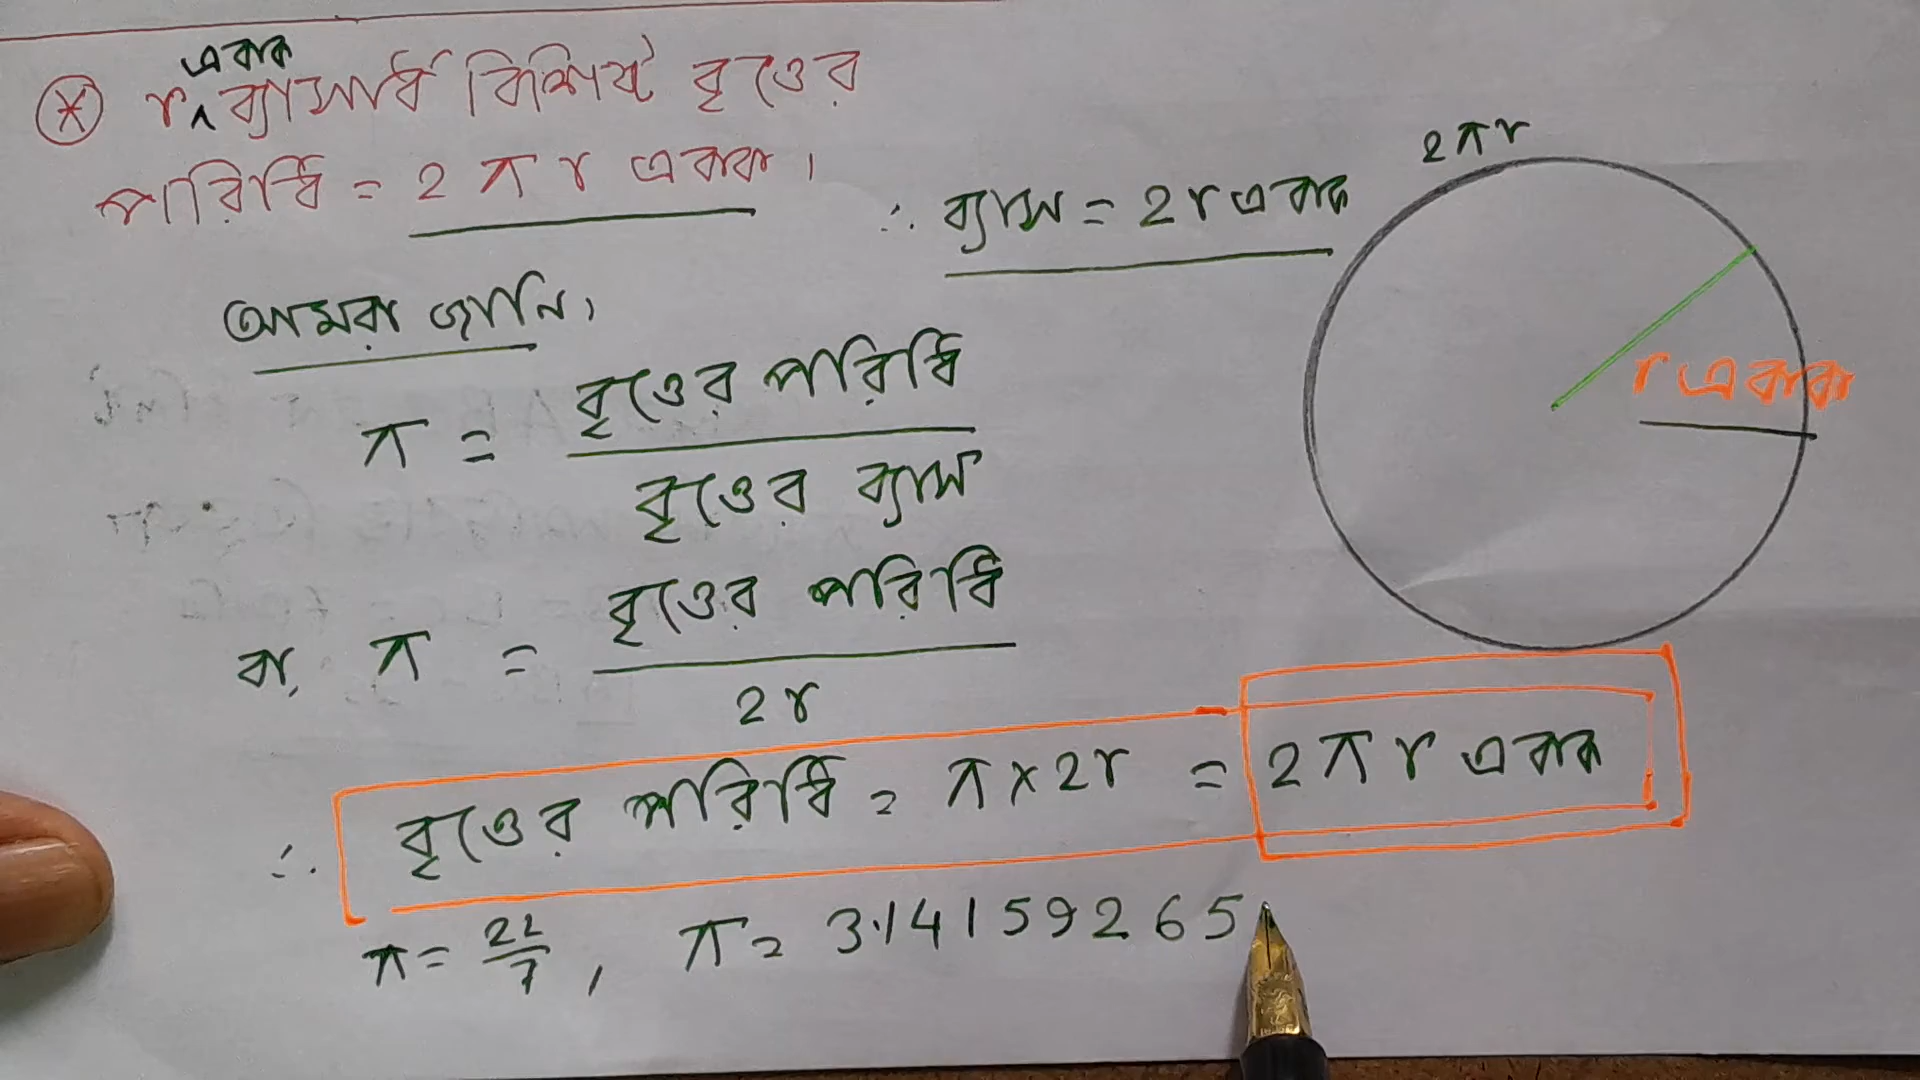 একক
r ^ ব্যাসার্ধ বিশিষ্ট বৃত্তের
পরিধি = 2 π r একক।
2πr
∴ ব্যাস = 2r একক
r একক
আমরা জানি,
π = বৃত্তের পরিধি
বৃত্তের ব্যাস
বা, π = বৃত্তের পরিধি
2r
∴ বৃত্তের পরিধি = π × 2r = 2πr একক
π = 22/7, π = 3.14159265